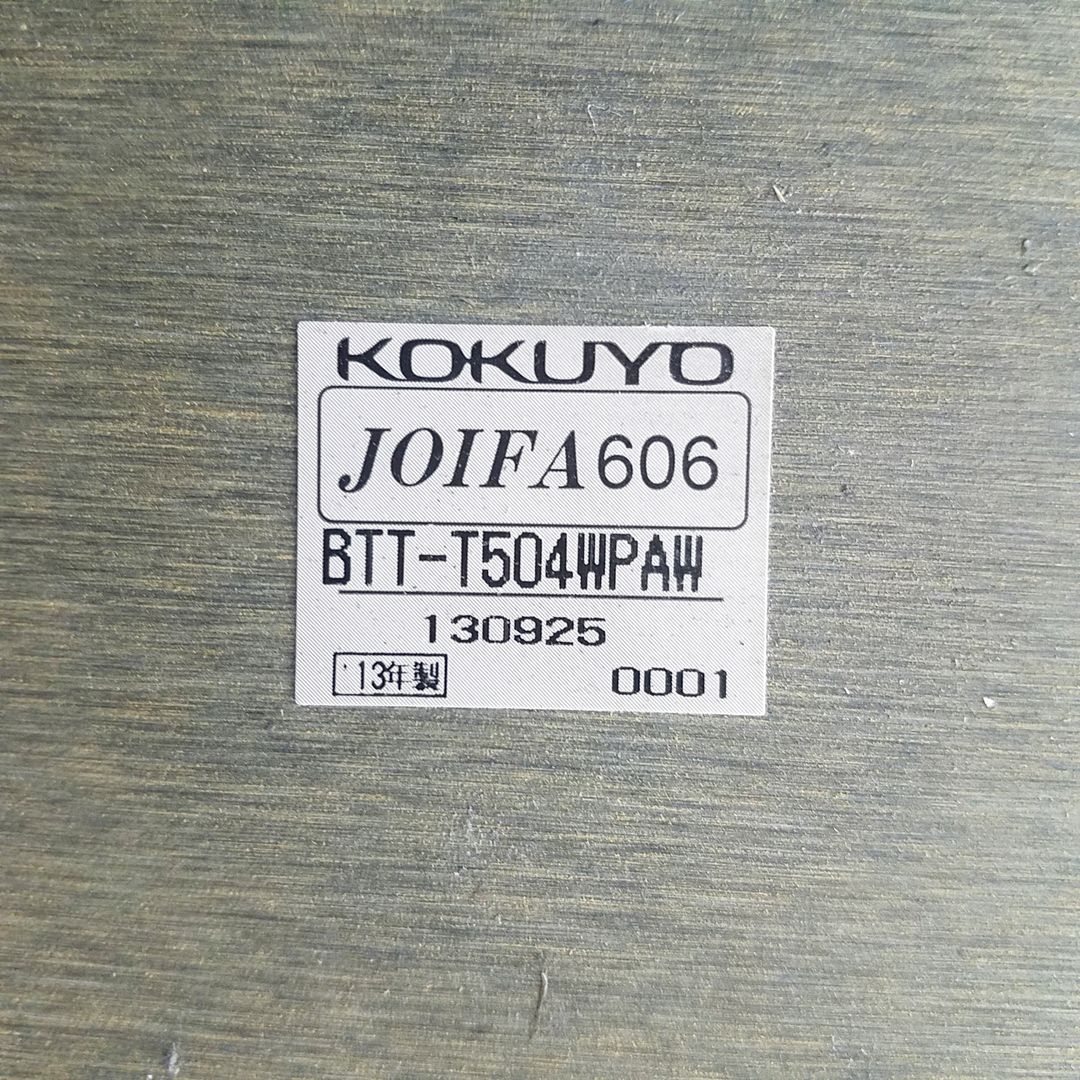 KOKUYO
JOIFA606
BTT-T504WPAW
130925
'13年製
0001